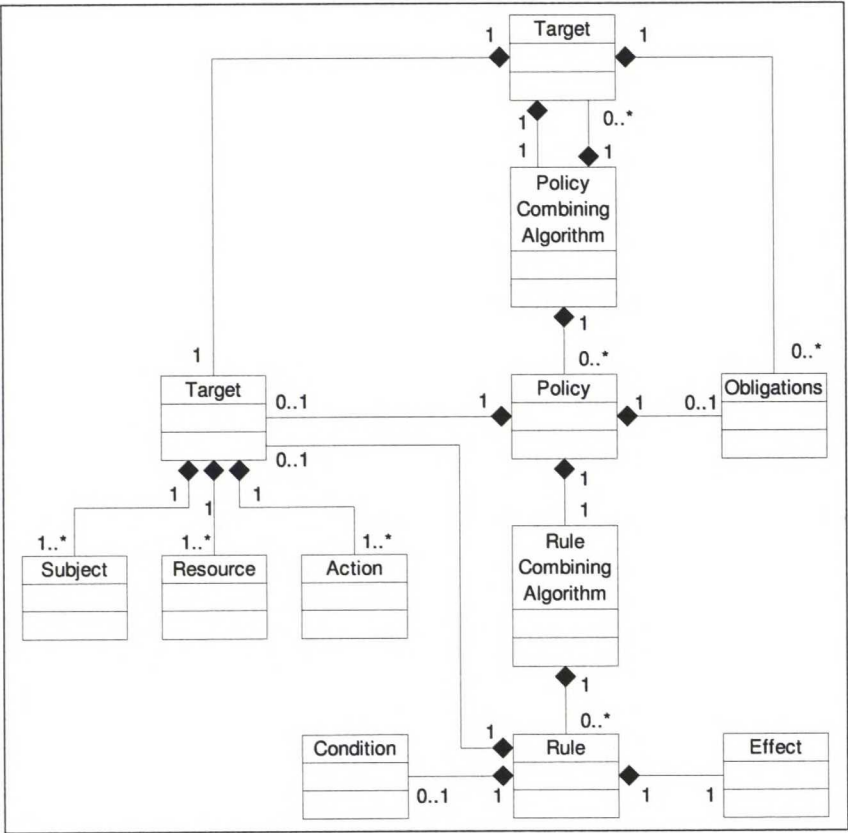 Target
1
1
1
0..*
1
1
Policy
Combining
Algorithm
1
1
0..*
0..*
Target
0..1
1
Policy
1
0..1
Obligations
0..1
1
1
1
1
1
1..*
1..*
1..*
Subject
Resource
Action
Rule
Combining
Algorithm
1
1
0..*
Condition
Rule
Effect
0..1
1
1
1